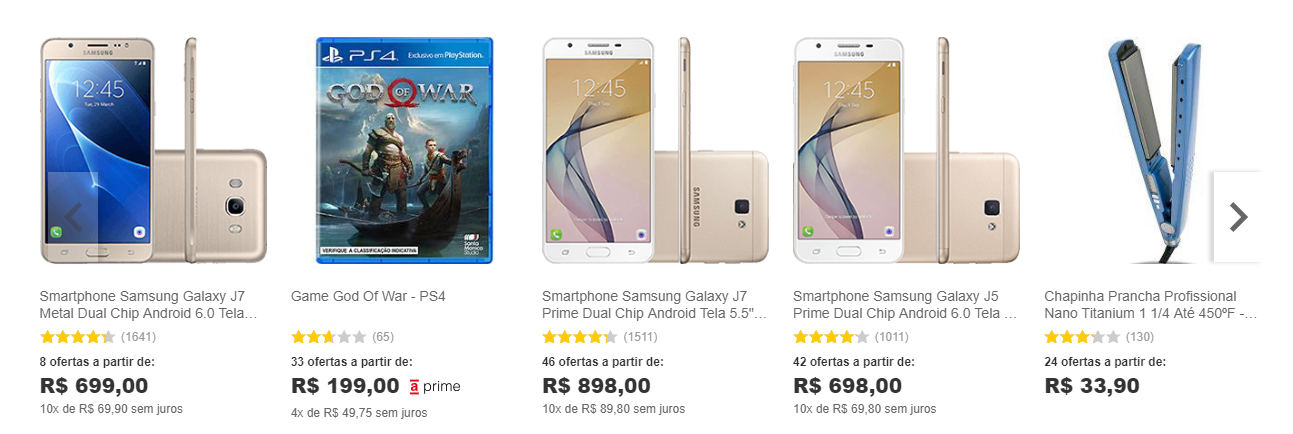 SAMSUNG
12:45
Tue, 29 March
PS4
Exclusivo em PlayStation.
GOD OF WAR
VERIFIQUE A CLASSIFICAÇÃO INDICATIVA
Santa
Monica
Studio
SAMSUNG
12:45
SAMSUNG
SAMSUNG
12:45
Smartphone Samsung Galaxy J7
Metal Dual Chip Android 6.0 Tela…
(1641)
8 ofertas a partir de:
R$ 699,00
10x de R$ 69,90 sem juros
Game God Of War - PS4
(65)
33 ofertas a partir de:
R$ 199,00 a prime
4x de R$ 49,75 sem juros
Smartphone Samsung Galaxy J7
Prime Dual Chip Android Tela 5.5"…
(1511)
46 ofertas a partir de:
R$ 898,00
10x de R$ 89,80 sem juros
Smartphone Samsung Galaxy J5
Prime Dual Chip Android 6.0 Tela …
(1011)
42 ofertas a partir de:
R$ 698,00
10x de R$ 69,80 sem juros
Chapinha Prancha Profissional
Nano Titanium 1 1/4 Até 450ºF -…
(130)
24 ofertas a partir de:
R$ 33,90